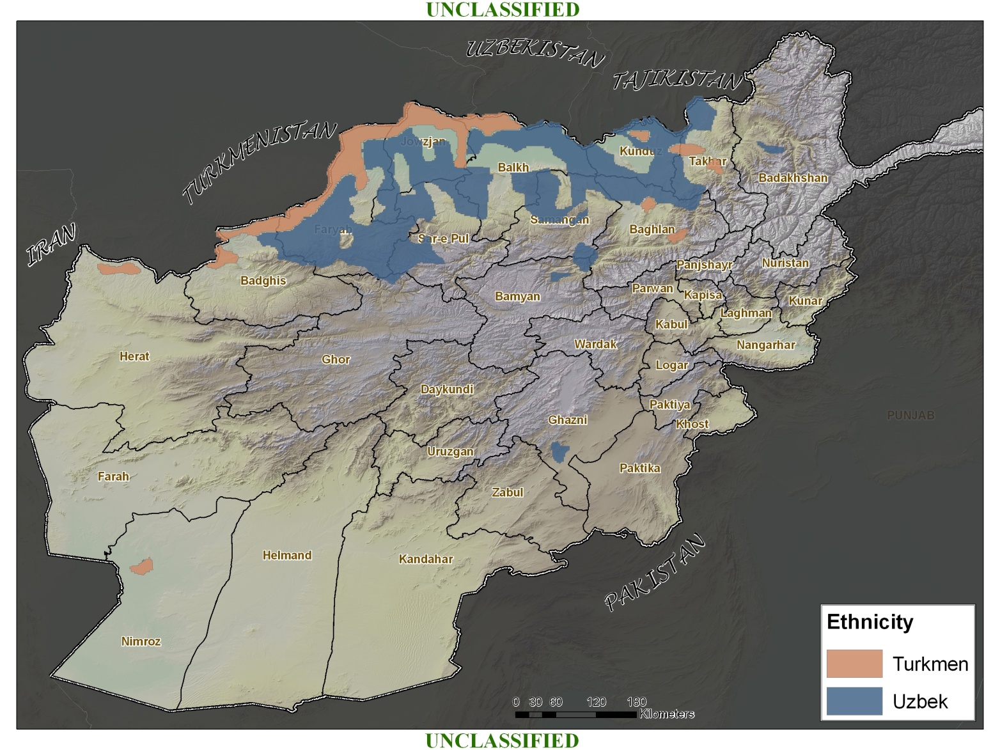 UNCLASSIFIED
UZBEKISTAN
TAJIKISTAN
TURKMENISTAN
IRAN
Jowzjan
Kunduz
Takhar
Balkh
Badakhshan
Faryab
Samangan
Baghlan
Sar-e Pul
Badghis
Panjshayr
Nuristan
Bamyan
Parwan
Kapisa
Kunar
Laghman
Kabul
Herat
Ghor
Wardak
Nangarhar
Logar
Daykundi
Paktiya
Ghazni
Khost
PUNJAB
Uruzgan
Farah
Paktika
Zabul
Helmand
Kandahar
PAKISTAN
Nimroz
Ethnicity
Turkmen
Uzbek
0 30 60 120 180
Kilometers
UNCLASSIFIED